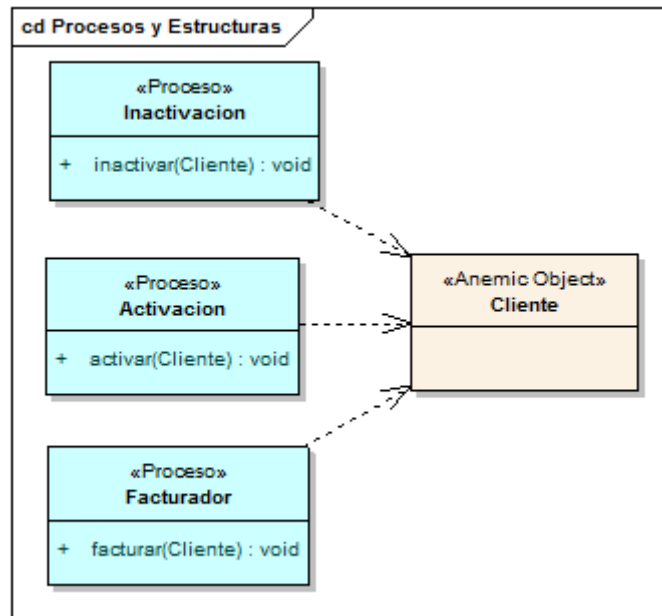 cd Procesos y Estructuras
«Proceso»
Inactivacion
+ inactivar(Cliente) : void
«Proceso»
Activacion
+ activar(Cliente) : void
«Anemic Object»
Cliente
«Proceso»
Facturador
+ facturar(Cliente) : void